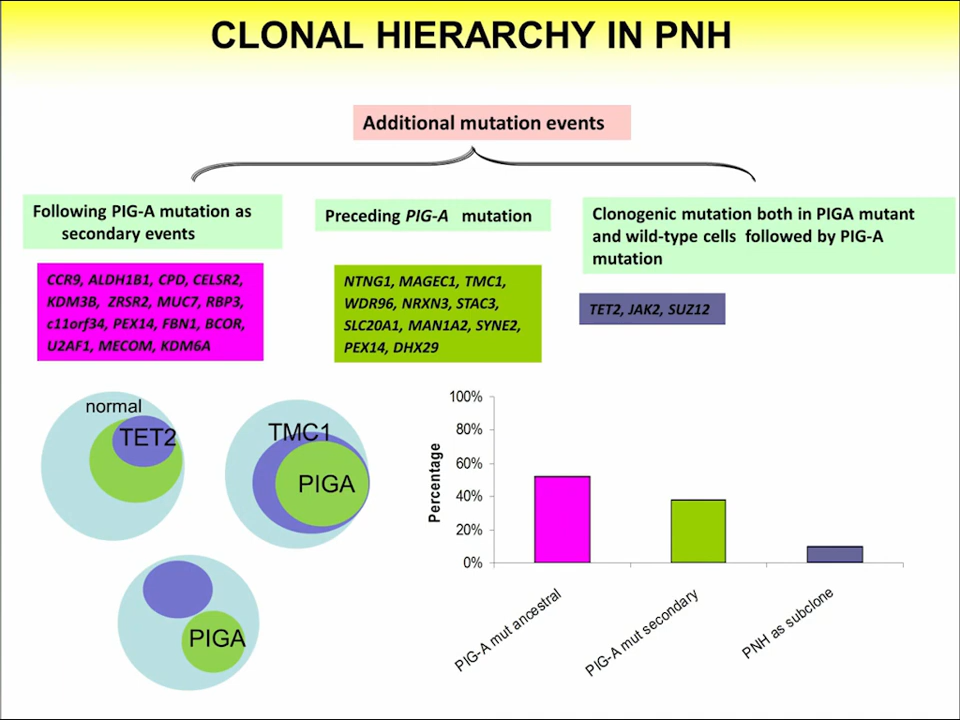 CLONAL HIERARCHY IN PNH
Additional mutation events
Following PIG-A mutation as
secondary events
CCR9, ALDH1B1, CPD, CELSR2,
KDM3B, ZRSR2, MUC7, RBP3,
c11orf34, PEX14, FBN1, BCOR,
U2AF1, MECOM, KDM6A
Preceding PIG-A mutation
NTNG1, MAGEC1, TMC1,
WDR96, NRXN3, STAC3,
SLC20A1, MAN1A2, SYNE2,
PEX14, DHX29
Clonogenic mutation both in PIGA mutant
and wild-type cells followed by PIG-A
mutation
TET2, JAK2, SUZ12
normal
TET2
TMC1
PIGA
PIGA
Percentage
100%
80%
60%
40%
20%
0%
PIG-A mut ancestral
PIG-A mut secondary
PNH as subclone